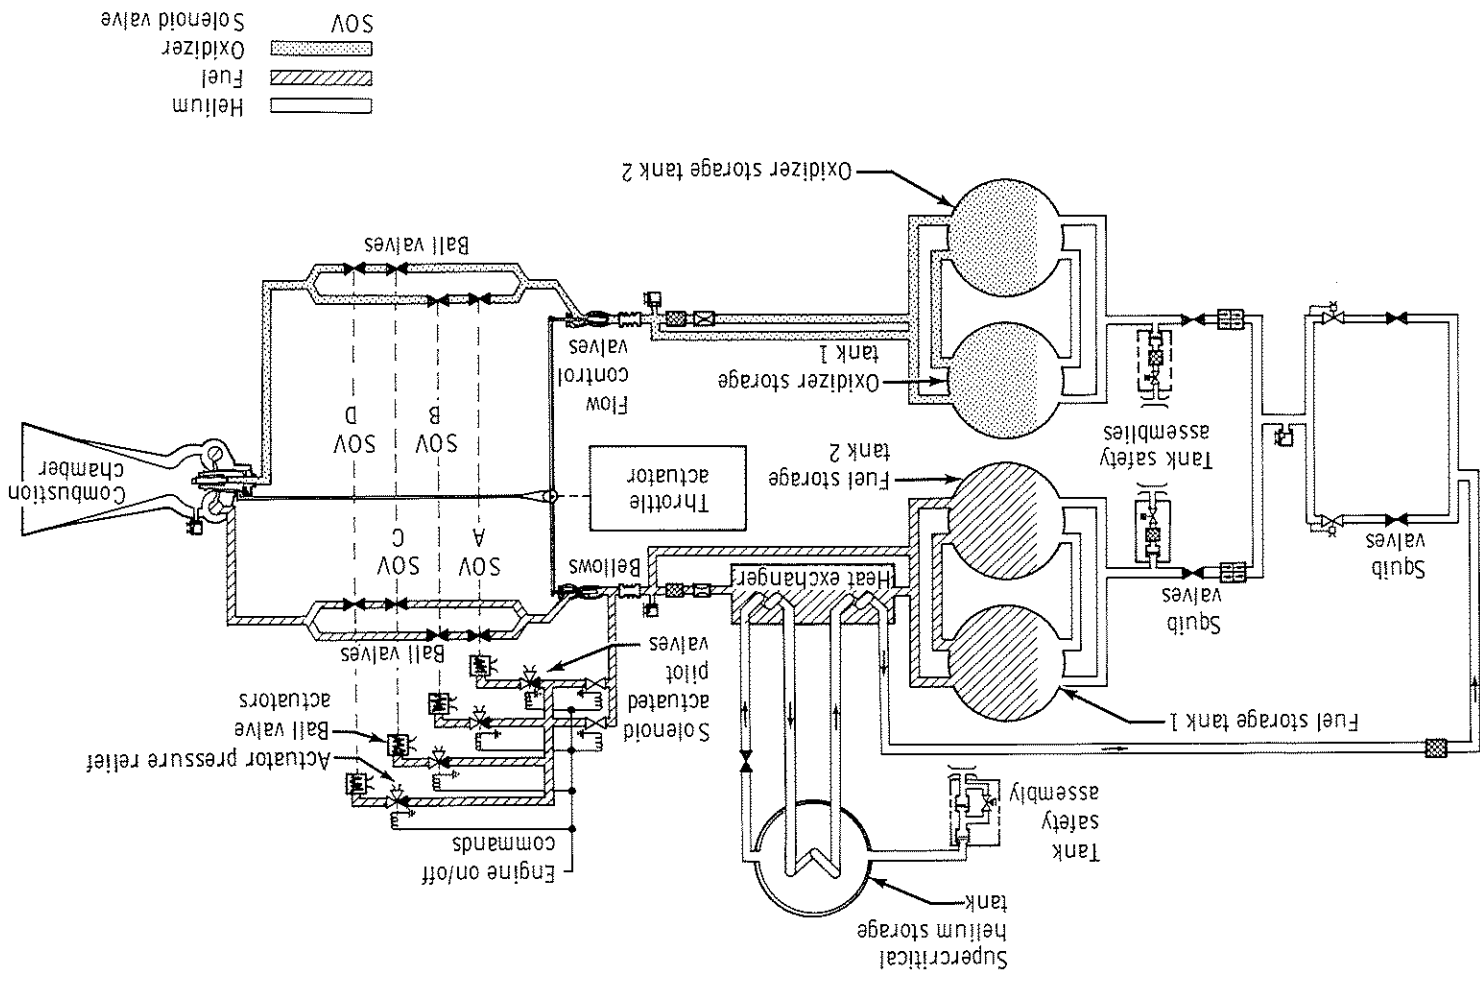 Supercritical
helium storage
tank
Tank
safety
assembly
Engine on/off
commands
Actuator pressure relief
Ball valve
actuators
Solenoid
actuated
pilot
valves
Fuel storage tank 1
Heat exchanger
Squib
valves
Squib
valves
Bellows
Ball valves
SOV
A
SOV
C
Throttle
actuator
Combustion
chamber
Fuel storage
tank 2
Tank safety
assemblies
SOV
B
SOV
D
Flow
control
valves
Oxidizer storage
tank 1
Ball valves
Oxidizer storage tank 2
Helium
Fuel
Oxidizer
SOV
Solenoid valve